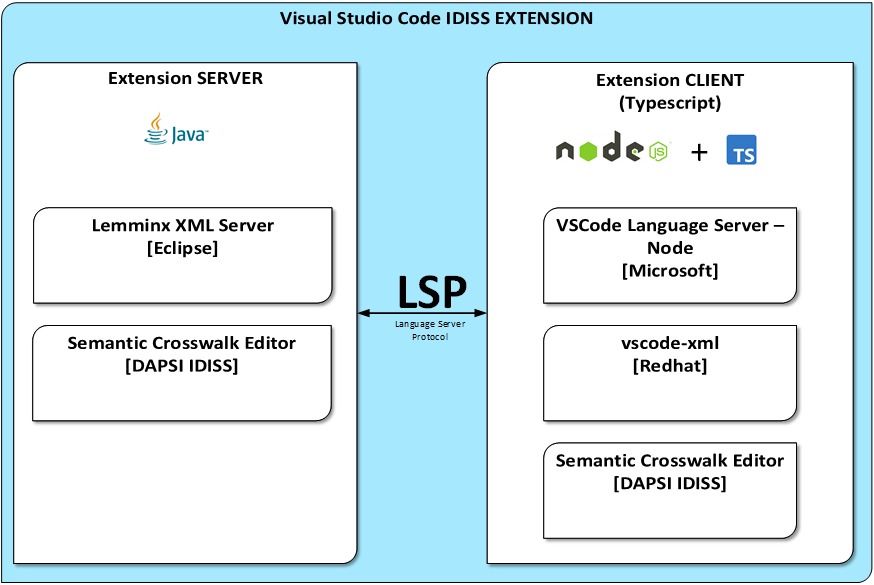 Visual Studio Code IDISS EXTENSION
Extension SERVER
Java™
Lemminx XML Server
[Eclipse]
Semantic Crosswalk Editor
[DAPSI IDISS]
LSP
Language Server
Protocol
Extension CLIENT
(Typescript)
node JS + TS
VSCode Language Server –
Node
[Microsoft]
vscode-xml
[Redhat]
Semantic Crosswalk Editor
[DAPSI IDISS]